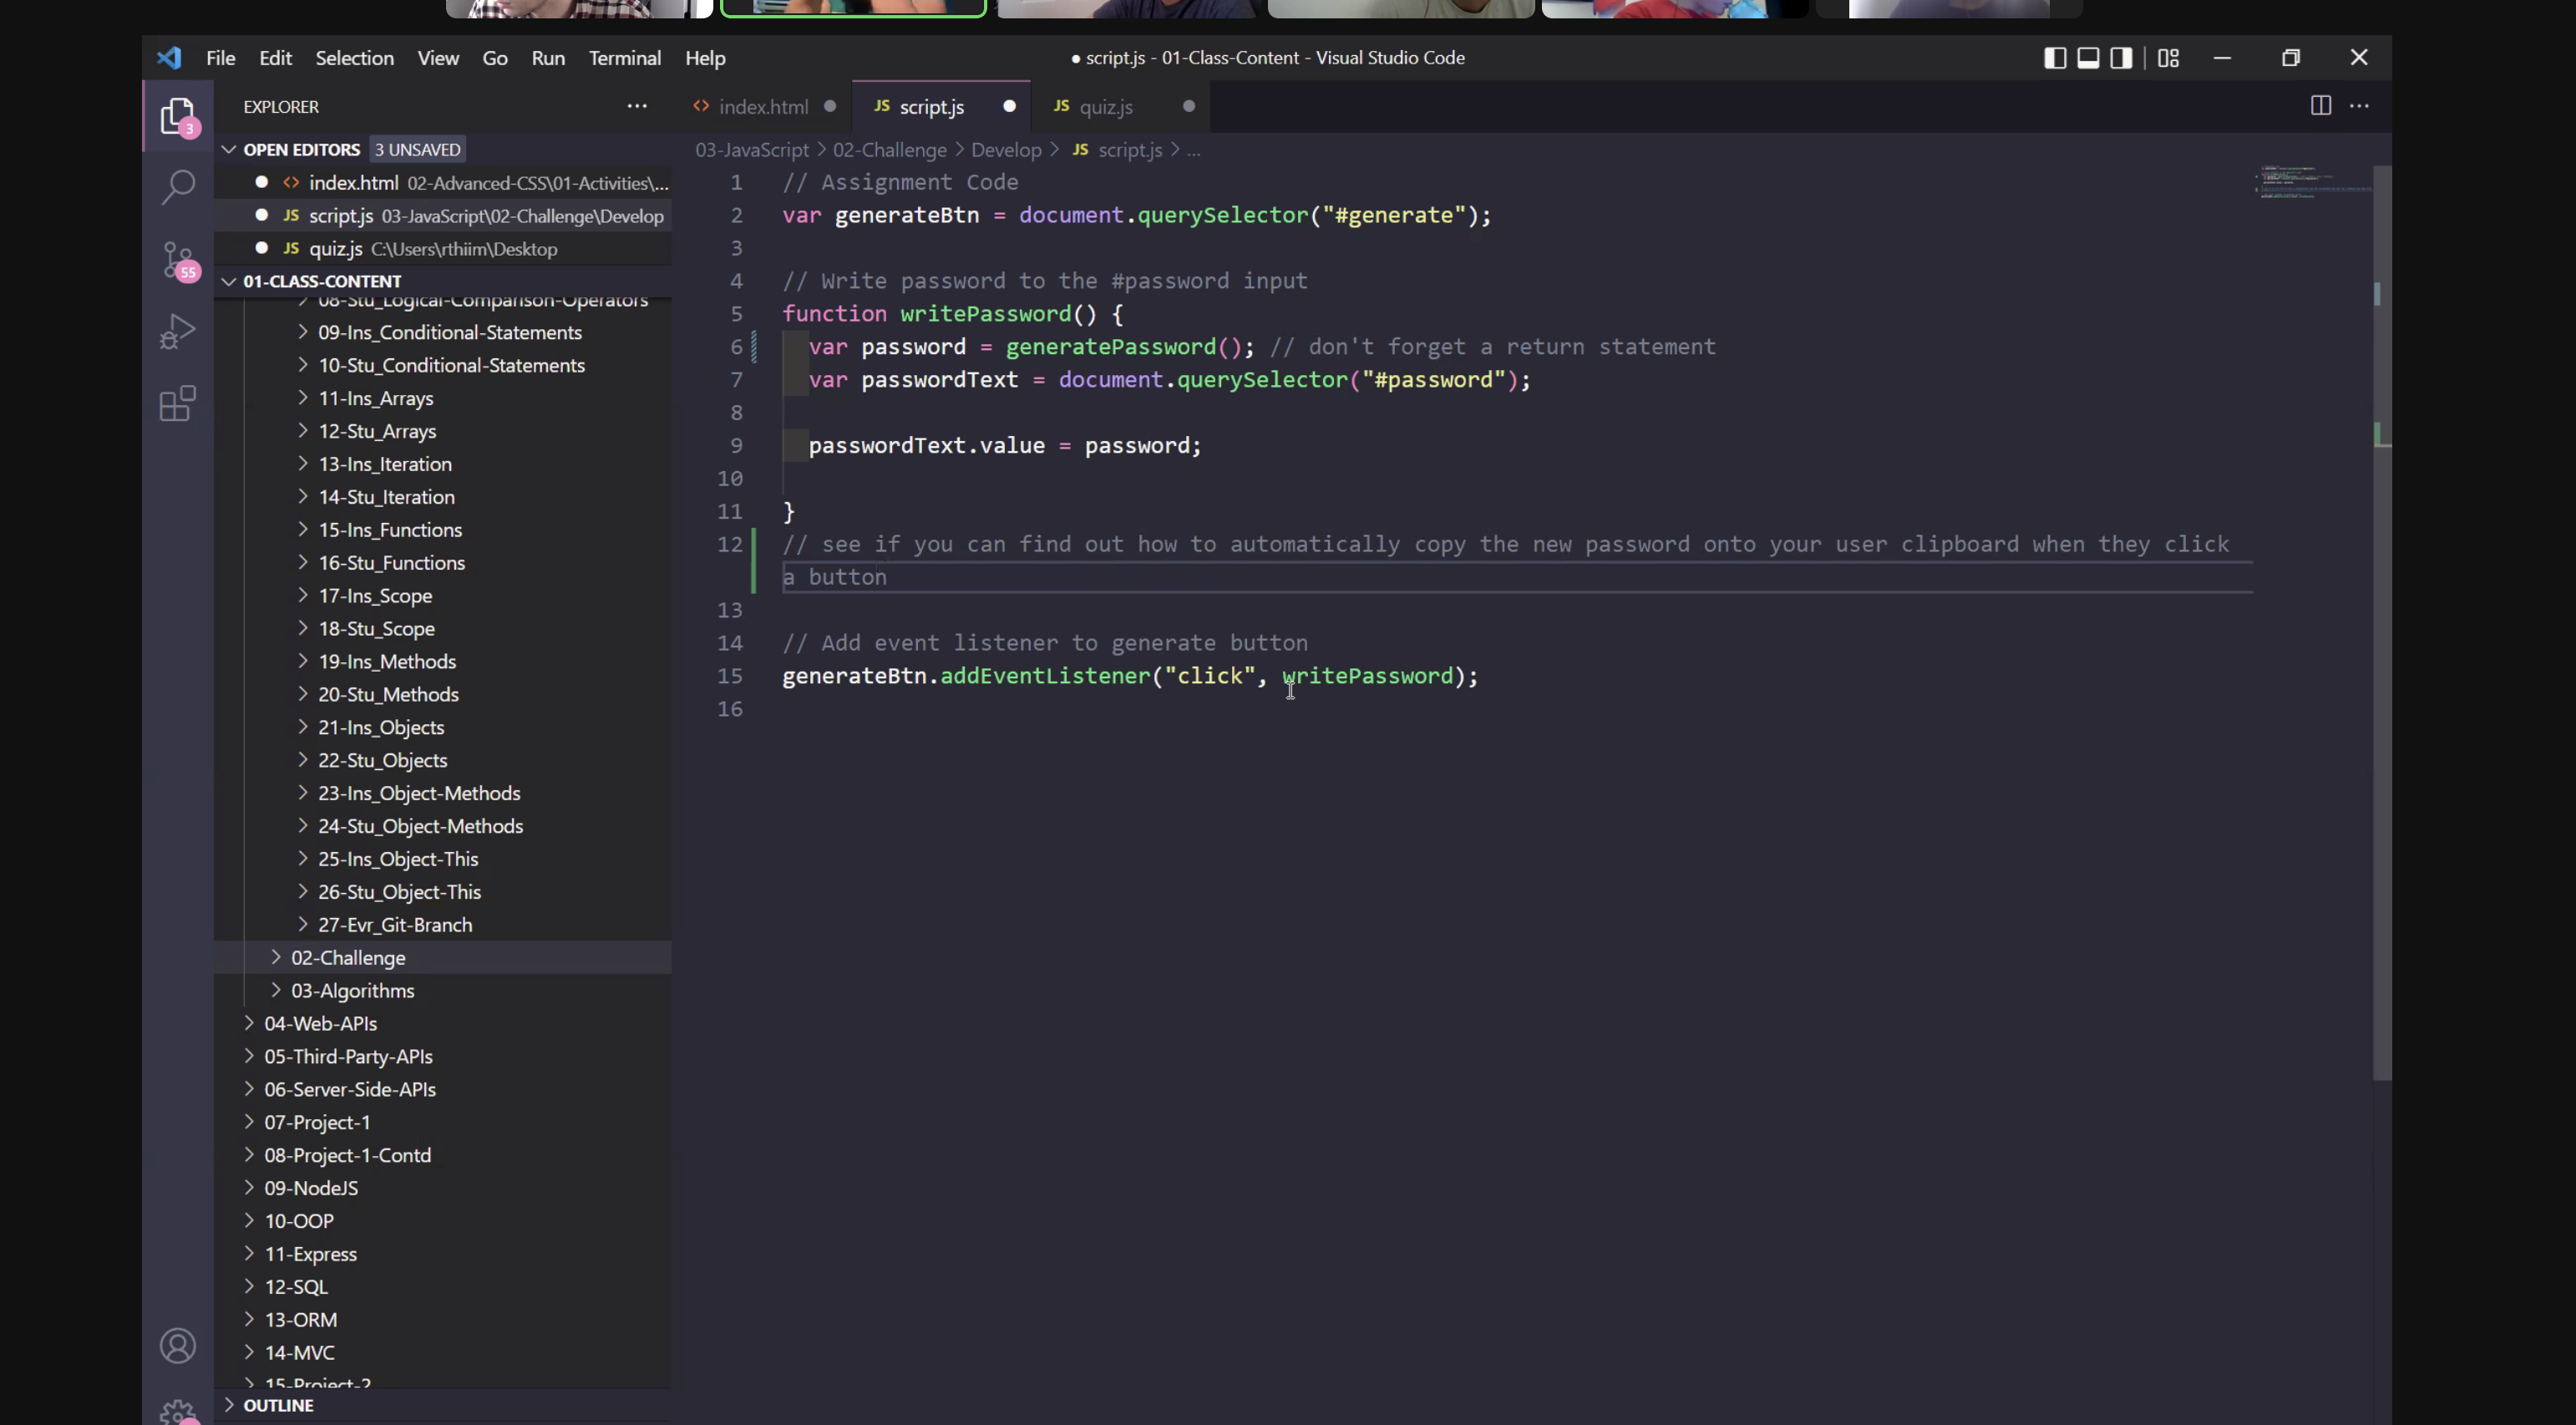 File Edit Selection View Go Run Terminal Help
● script.js - 01-Class-Content - Visual Studio Code
EXPLORER
index.html
JS script.js
JS quiz.js
3
OPEN EDITORS 3 UNSAVED
index.html 02-Advanced-CSS\01-Activities\...
JS script.js 03-JavaScript\02-Challenge\Develop
JS quiz.js C:\Users\rthiim\Desktop
55
01-CLASS-CONTENT
08-Stu_Logical-Comparison-Operators
09-Ins_Conditional-Statements
10-Stu_Conditional-Statements
11-Ins_Arrays
12-Stu_Arrays
13-Ins_Iteration
14-Stu_Iteration
15-Ins_Functions
16-Stu_Functions
17-Ins_Scope
18-Stu_Scope
19-Ins_Methods
20-Stu_Methods
21-Ins_Objects
22-Stu_Objects
23-Ins_Object-Methods
24-Stu_Object-Methods
25-Ins_Object-This
26-Stu_Object-This
27-Evr_Git-Branch
02-Challenge
03-Algorithms
04-Web-APIs
05-Third-Party-APIs
06-Server-Side-APIs
07-Project-1
08-Project-1-Contd
09-NodeJS
10-OOP
11-Express
12-SQL
13-ORM
14-MVC
15-Project-2
OUTLINE
03-JavaScript > 02-Challenge > Develop > JS script.js > ...
1 // Assignment Code
2 var generateBtn = document.querySelector("#generate");
3
4 // Write password to the #password input
5 function writePassword() {
6 var password = generatePassword(); // don't forget a return statement
7 var passwordText = document.querySelector("#password");
8
9 passwordText.value = password;
10
11 }
12 // see if you can find out how to automatically copy the new password onto your user clipboard when they click
a button
13
14 // Add event listener to generate button
15 generateBtn.addEventListener("click", writePassword);
16